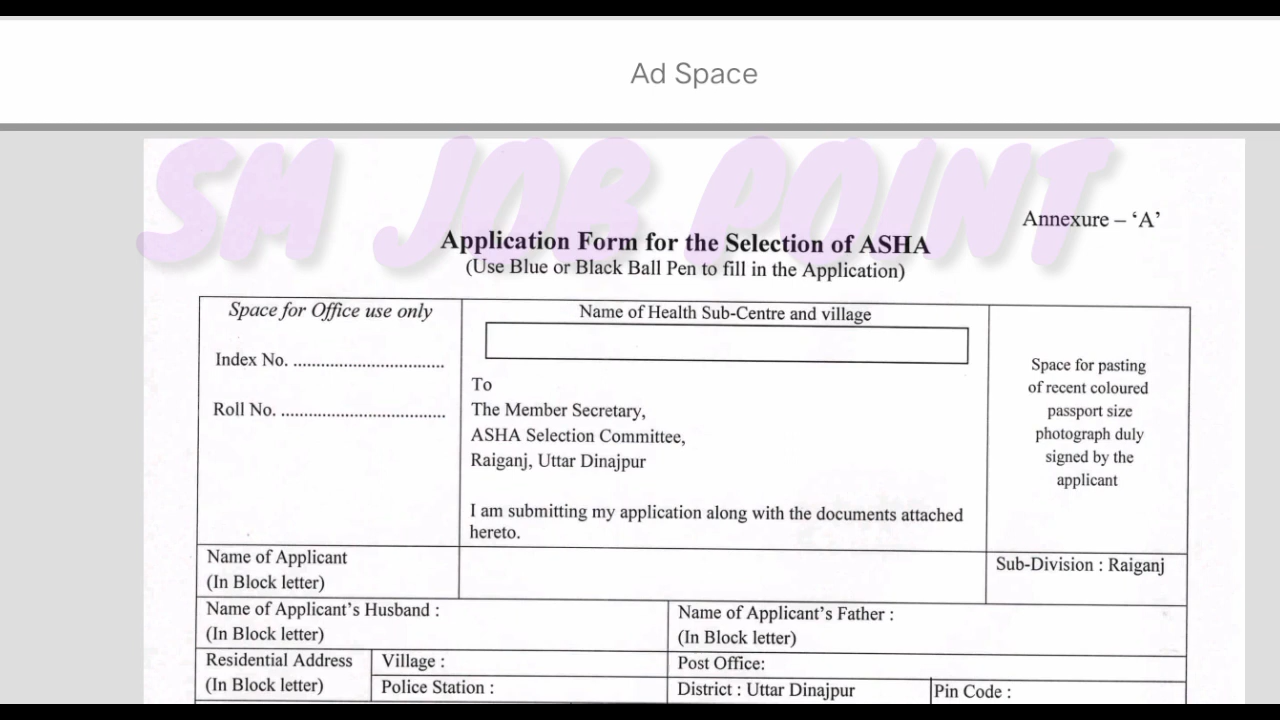 Ad Space
SM JOB POINT
Annexure – ‘A’
Application Form for the Selection of ASHA
(Use Blue or Black Ball Pen to fill in the Application)
Space for Office use only
Index No. ...................................
Roll No. ......................................
Name of Health Sub-Centre and village
To
The Member Secretary,
ASHA Selection Committee,
Raiganj, Uttar Dinajpur
I am submitting my application along with the documents attached
hereto.
Space for pasting
of recent coloured
passport size
photograph duly
signed by the
applicant
Name of Applicant
(In Block letter)
Sub-Division : Raiganj
Name of Applicant’s Husband :
(In Block letter)
Name of Applicant’s Father :
(In Block letter)
Residential Address
(In Block letter)
Village :
Post Office:
Police Station :
District : Uttar Dinajpur
Pin Code :